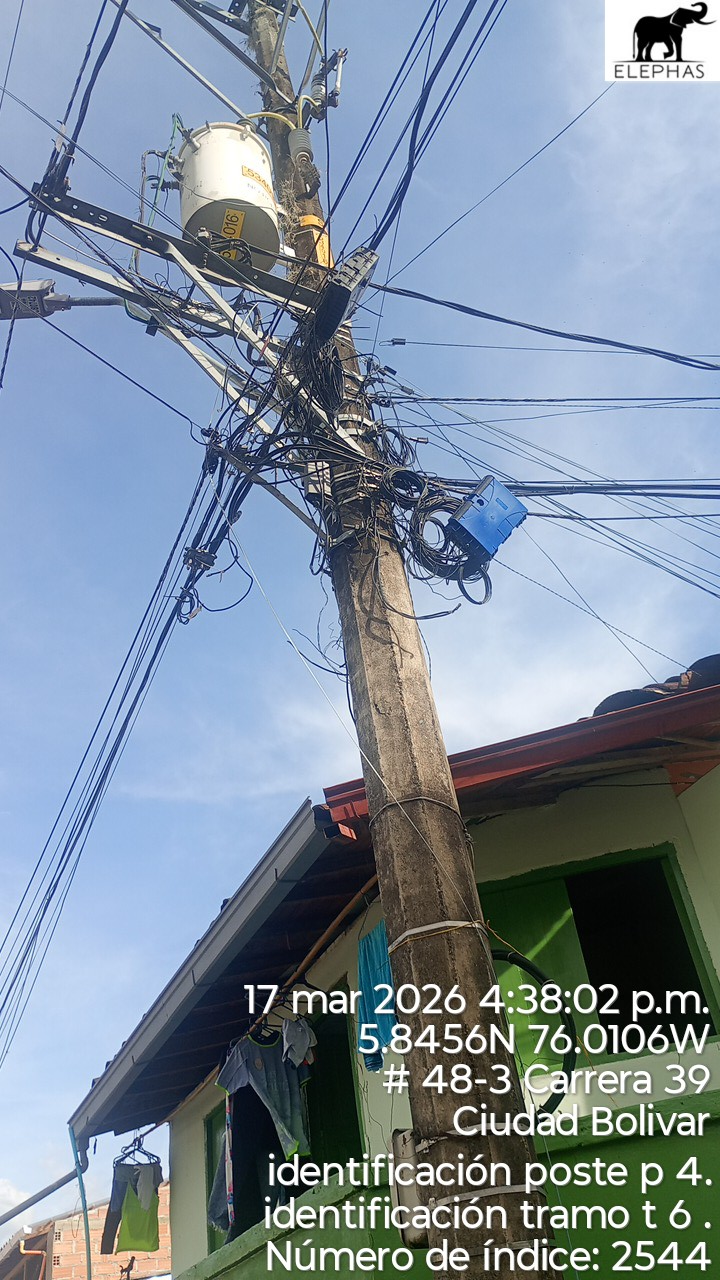 ELEPHAS
17 mar 2026 4:38:02 p.m.
5.8456N 76.0106W
# 48-3 Carrera 39
Ciudad Bolivar
identificación poste p 4.
identificación tramo t 6 .
Número de índice: 2544